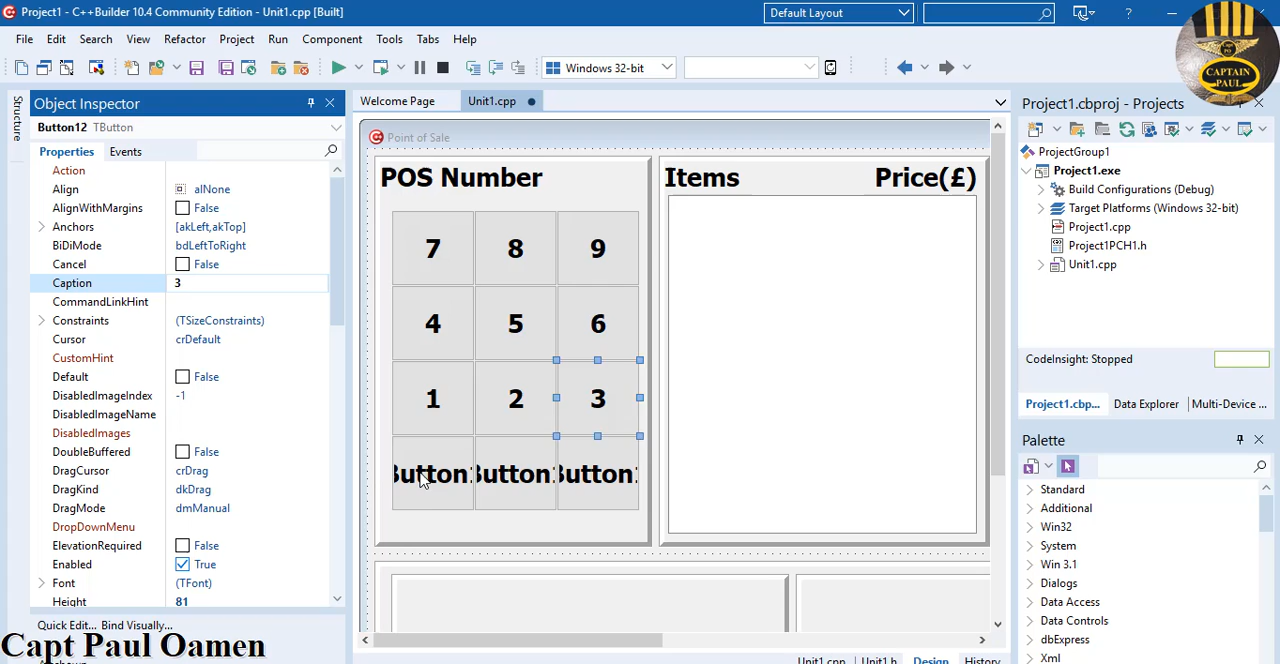 Project1 - C++Builder 10.4 Community Edition - Unit1.cpp [Built]
Default Layout
?
CAPTAIN
PAUL
File Edit Search View Refactor Project Run Component Tools Tabs Help
Windows 32-bit
Structure
Object Inspector
Button12 TButton
Properties Events
Action
Align alNone
AlignWithMargins False
Anchors [akLeft,akTop]
BiDiMode bdLeftToRight
Cancel False
Caption 3
CommandLinkHint
Constraints (TSizeConstraints)
Cursor crDefault
CustomHint
Default False
DisabledImageIndex -1
DisabledImageName
DisabledImages
DoubleBuffered False
DragCursor crDrag
DragKind dkDrag
DragMode dmManual
DropDownMenu
ElevationRequired False
Enabled True
Font (TFont)
Height 81
Quick Edit... Bind Visually...
Capt Paul Oamen
Welcome Page Unit1.cpp
Point of Sale
POS Number
7 8 9
4 5 6
1 2 3
Button1 Button1 Button1
Items Price(£)
Unit1.cpp Unit1.h Design History
Project1.cbproj - Projects
ProjectGroup1
Project1.exe
Build Configurations (Debug)
Target Platforms (Windows 32-bit)
Project1.cpp
Project1PCH1.h
Unit1.cpp
CodeInsight: Stopped
Project1.cbp... Data Explorer Multi-Device ...
Palette
Standard
Additional
Win32
System
Win 3.1
Dialogs
Data Access
Data Controls
dbExpress
Xml